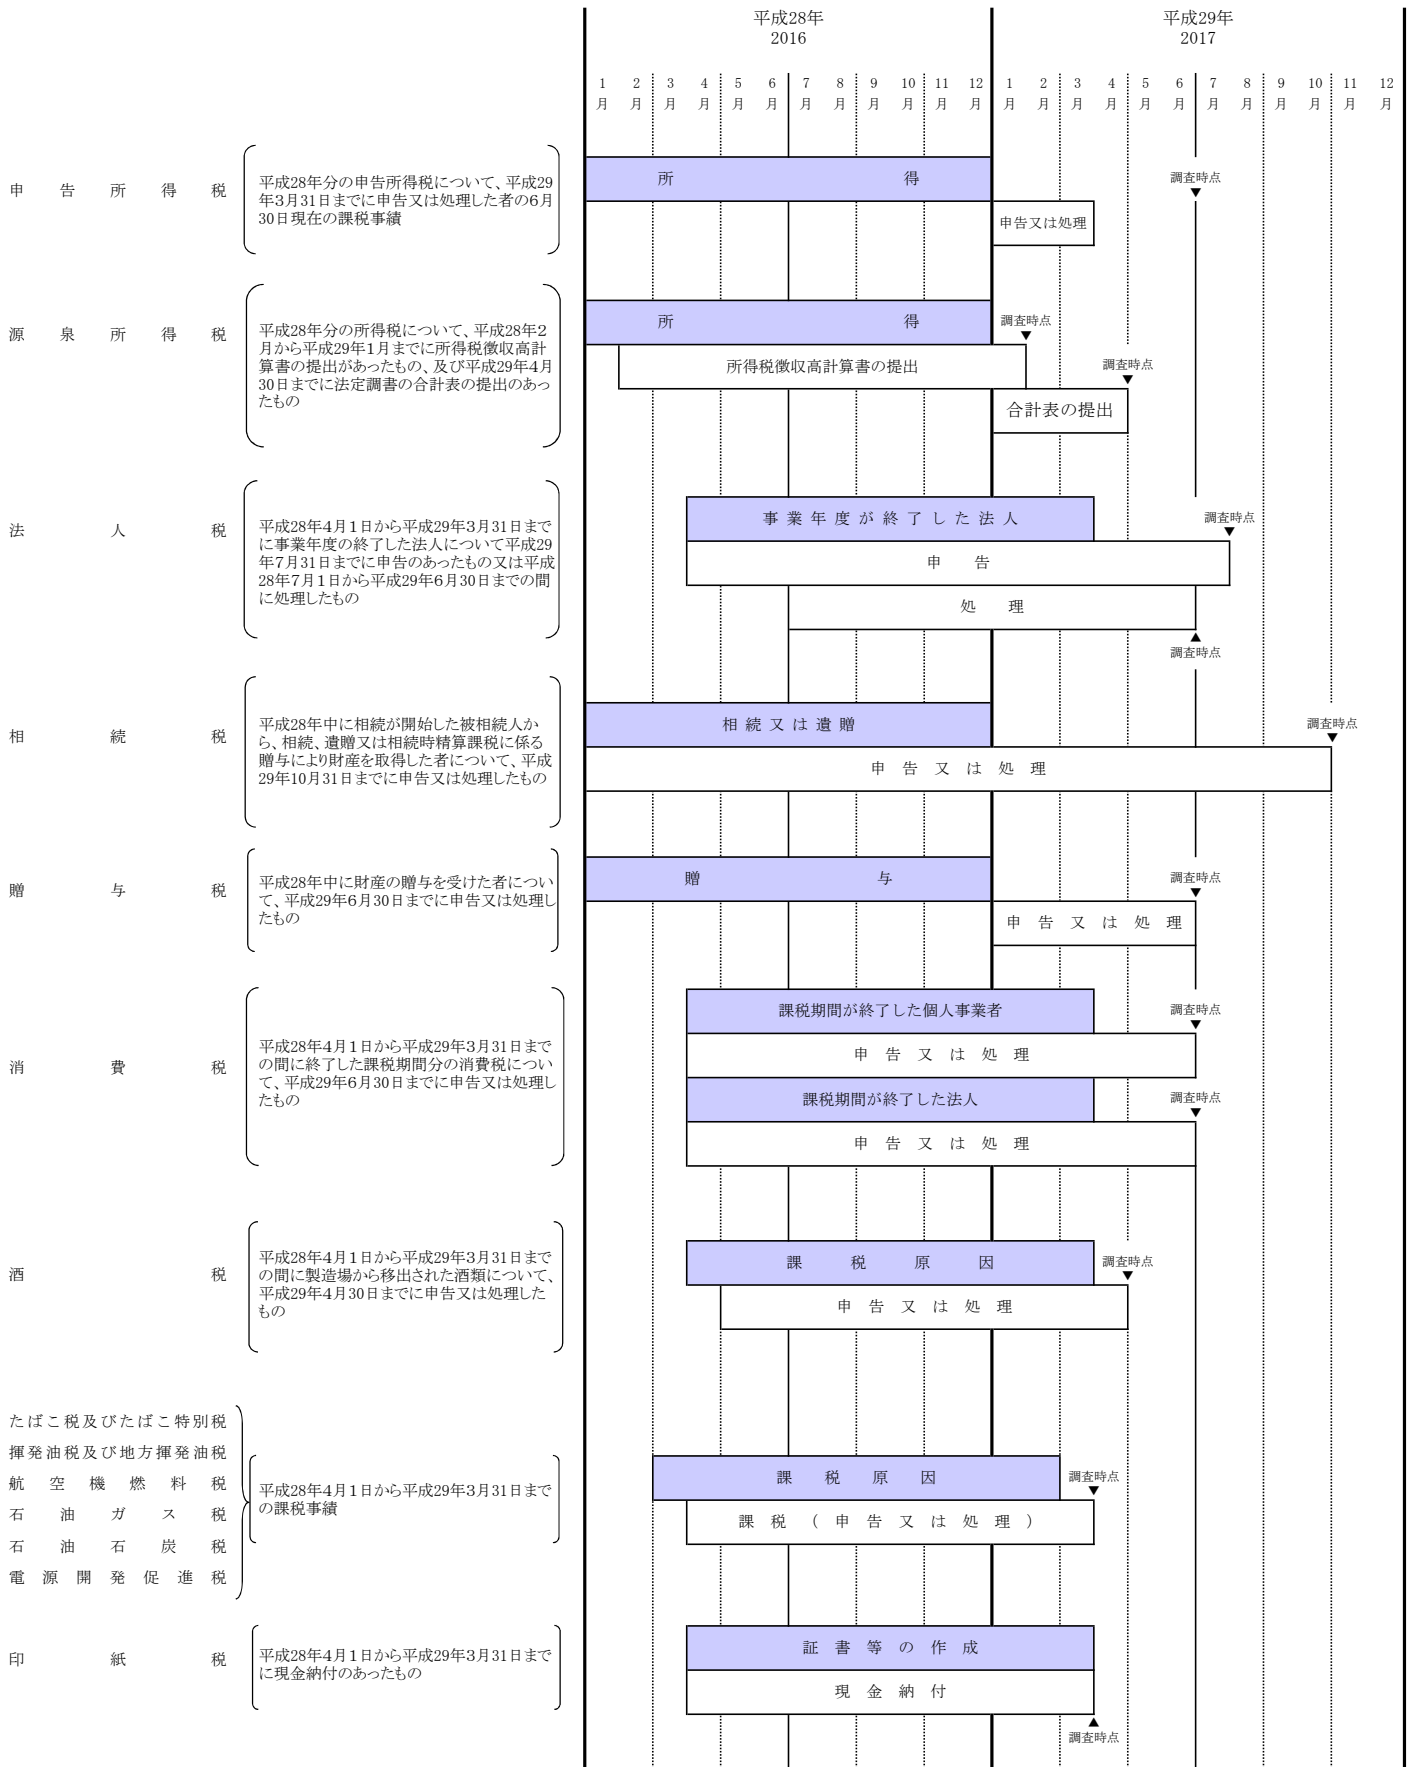 平成28年
2016
平成29年
2017
1月 2月 3月 4月 5月 6月 7月 8月 9月 10月 11月 12月 1月 2月 3月 4月 5月 6月 7月 8月 9月 10月 11月 12月
申告所得税
平成28年分の申告所得税について、平成29
年3月31日までに申告又は処理した者の6月
30日現在の課税事績
所得
調査時点
▼
申告又は処理
源泉所得税
平成28年分の所得税について、平成28年2
月から平成29年1月までに所得税徴収高計
算書の提出があったもの、及び平成29年4月
30日までに法定調書の合計表の提出のあっ
たもの
所得
調査時点
▼
所得税徴収高計算書の提出
調査時点
▼
合計表の提出
法人税
平成28年4月1日から平成29年3月31日まで
に事業年度の終了した法人について平成29
年7月31日までに申告のあったもの又は平成
28年7月1日から平成29年6月30日までの間
に処理したもの
事業年度が終了した法人
調査時点
▼
申告
処理
▲
調査時点
相続税
平成28年中に相続が開始した被相続人か
ら、相続、遺贈又は相続時精算課税に係る
贈与により財産を取得した者について、平成
29年10月31日までに申告又は処理したもの
相続又は遺贈
調査時点
▼
申告又は処理
贈与税
平成28年中に財産の贈与を受けた者につい
て、平成29年6月30日までに申告又は処理し
たもの
贈与
調査時点
▼
申告又は処理
消費税
平成28年4月1日から平成29年3月31日まで
の間に終了した課税期間分の消費税につい
て、平成29年6月30日までに申告又は処理し
たもの
課税期間が終了した個人事業者
調査時点
▼
申告又は処理
課税期間が終了した法人
調査時点
▼
申告又は処理
酒税
平成28年4月1日から平成29年3月31日まで
の間に製造場から移出された酒類について、
平成29年4月30日までに申告又は処理した
もの
課税原因
調査時点
▼
申告又は処理
たばこ税及びたばこ特別税
揮発油税及び地方揮発油税
航空機燃料税
石油ガス税
石油石炭税
電源開発促進税
平成28年4月1日から平成29年3月31日まで
の課税事績
課税原因
調査時点
▼
課税（申告又は処理）
印紙税
平成28年4月1日から平成29年3月31日まで
に現金納付のあったもの
証書等の作成
現金納付
▲
調査時点